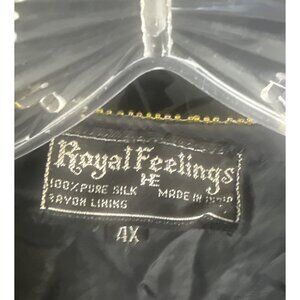 Royal Feelings
HE
100% PURE SILK MADE IN INDIA
RAYON LINING
4X